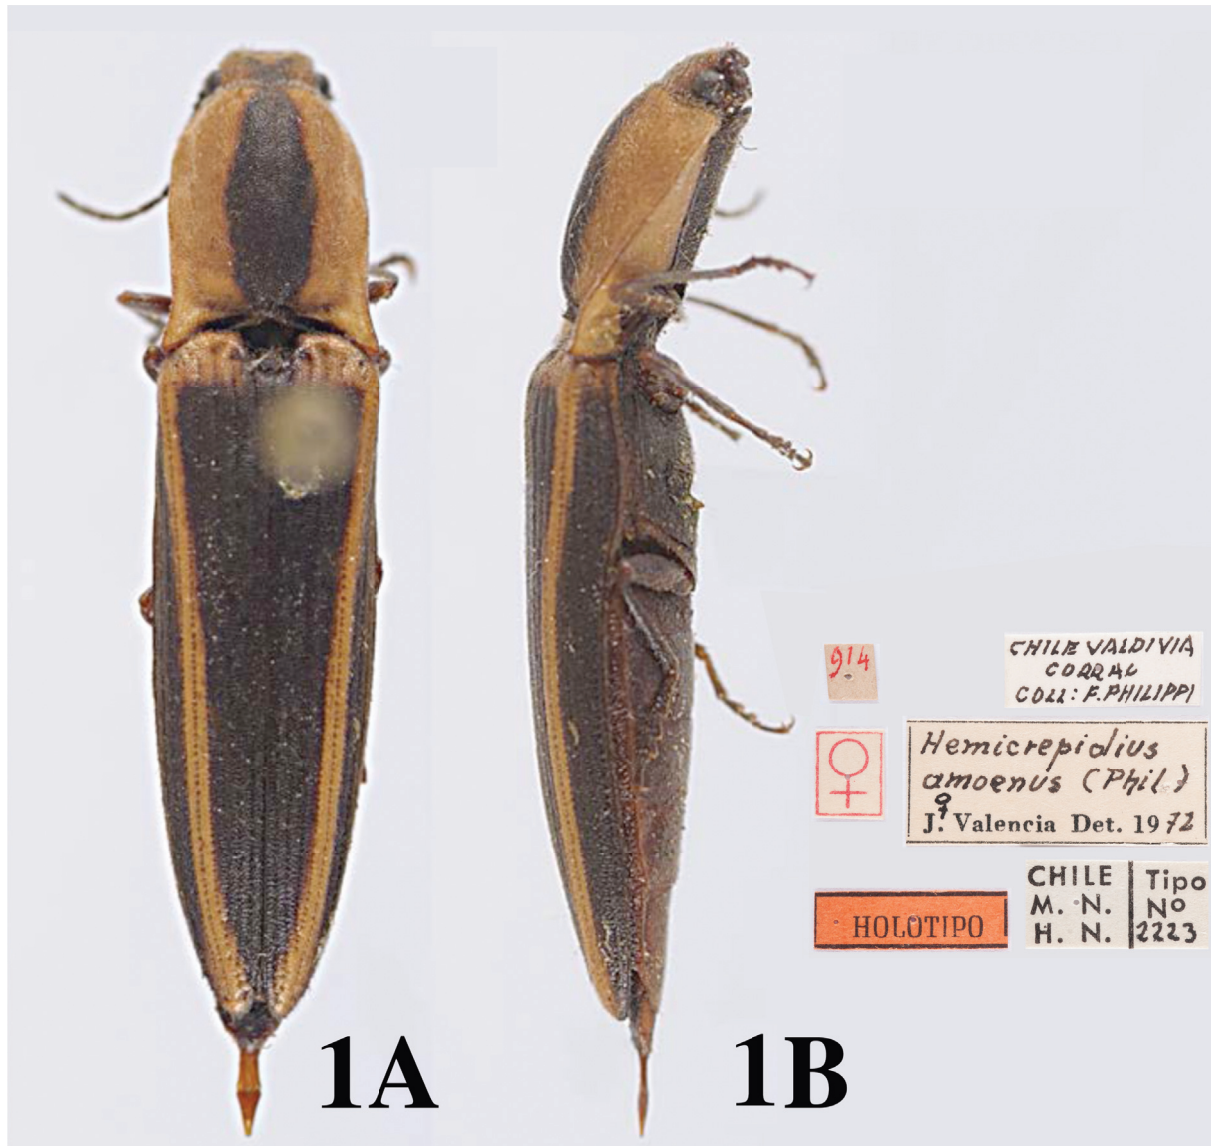 914
CHILE VALDIVIA
CORRAL
COLL: F. PHILIPPI
♀
Hemicrepidius
amoenus (Phil.)
♀
J. Valencia Det. 1972
HOLOTIPO
CHILE
M. N.
H. N.
Tipo
Nº
2223
1A
1B